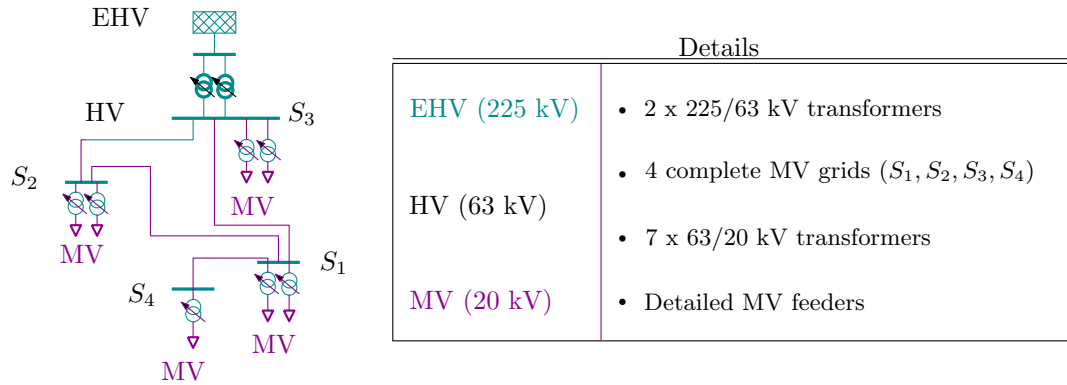 EHV
HV
S₃
S₂
MV
MV
S₁
S₄
MV
MV
Details
EHV (225 kV)
• 2 x 225/63 kV transformers
• 4 complete MV grids (S₁, S₂, S₃, S₄)
HV (63 kV)
• 7 x 63/20 kV transformers
MV (20 kV)
• Detailed MV feeders